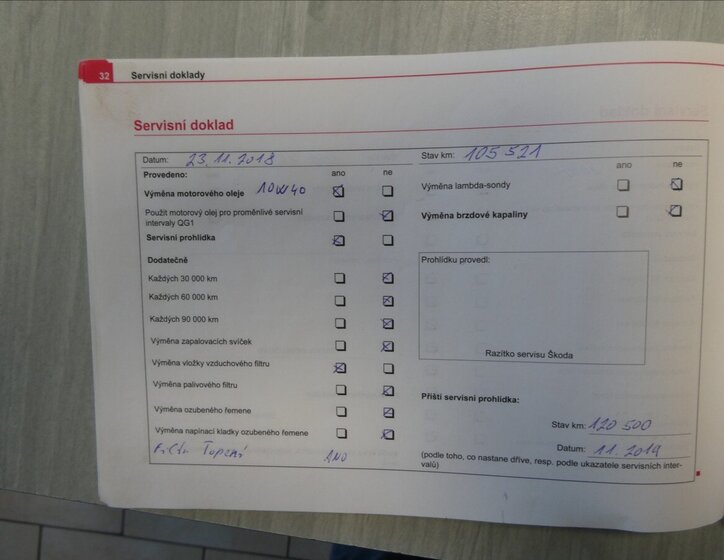 32 Servisní doklady
Servisní doklad
Datum: 23.11.2018
Provedeno: ano ne
Výměna motorového oleje 10W40
Použit motorový olej pro proměnlivé servisní
intervaly QG1
Servisní prohlídka
Dodatečně
Každých 30 000 km
Každých 60 000 km
Každých 90 000 km
Výměna zapalovacích svíček
Výměna vložky vzduchového filtru
Výměna palivového filtru
Výměna ozubeného řemene
Výměna napínací kladky ozubeného řemene
Topení ANO
Stav km: 105 521
ano ne
Výměna lambda-sondy
Výměna brzdové kapaliny
Prohlídku provedl:
Razítko servisu Škoda
Příští servisní prohlídka:
Stav km: 120 500
Datum: 11.2019
(podle toho, co nastane dříve, resp. podle ukazatele servisních inter-
valů)